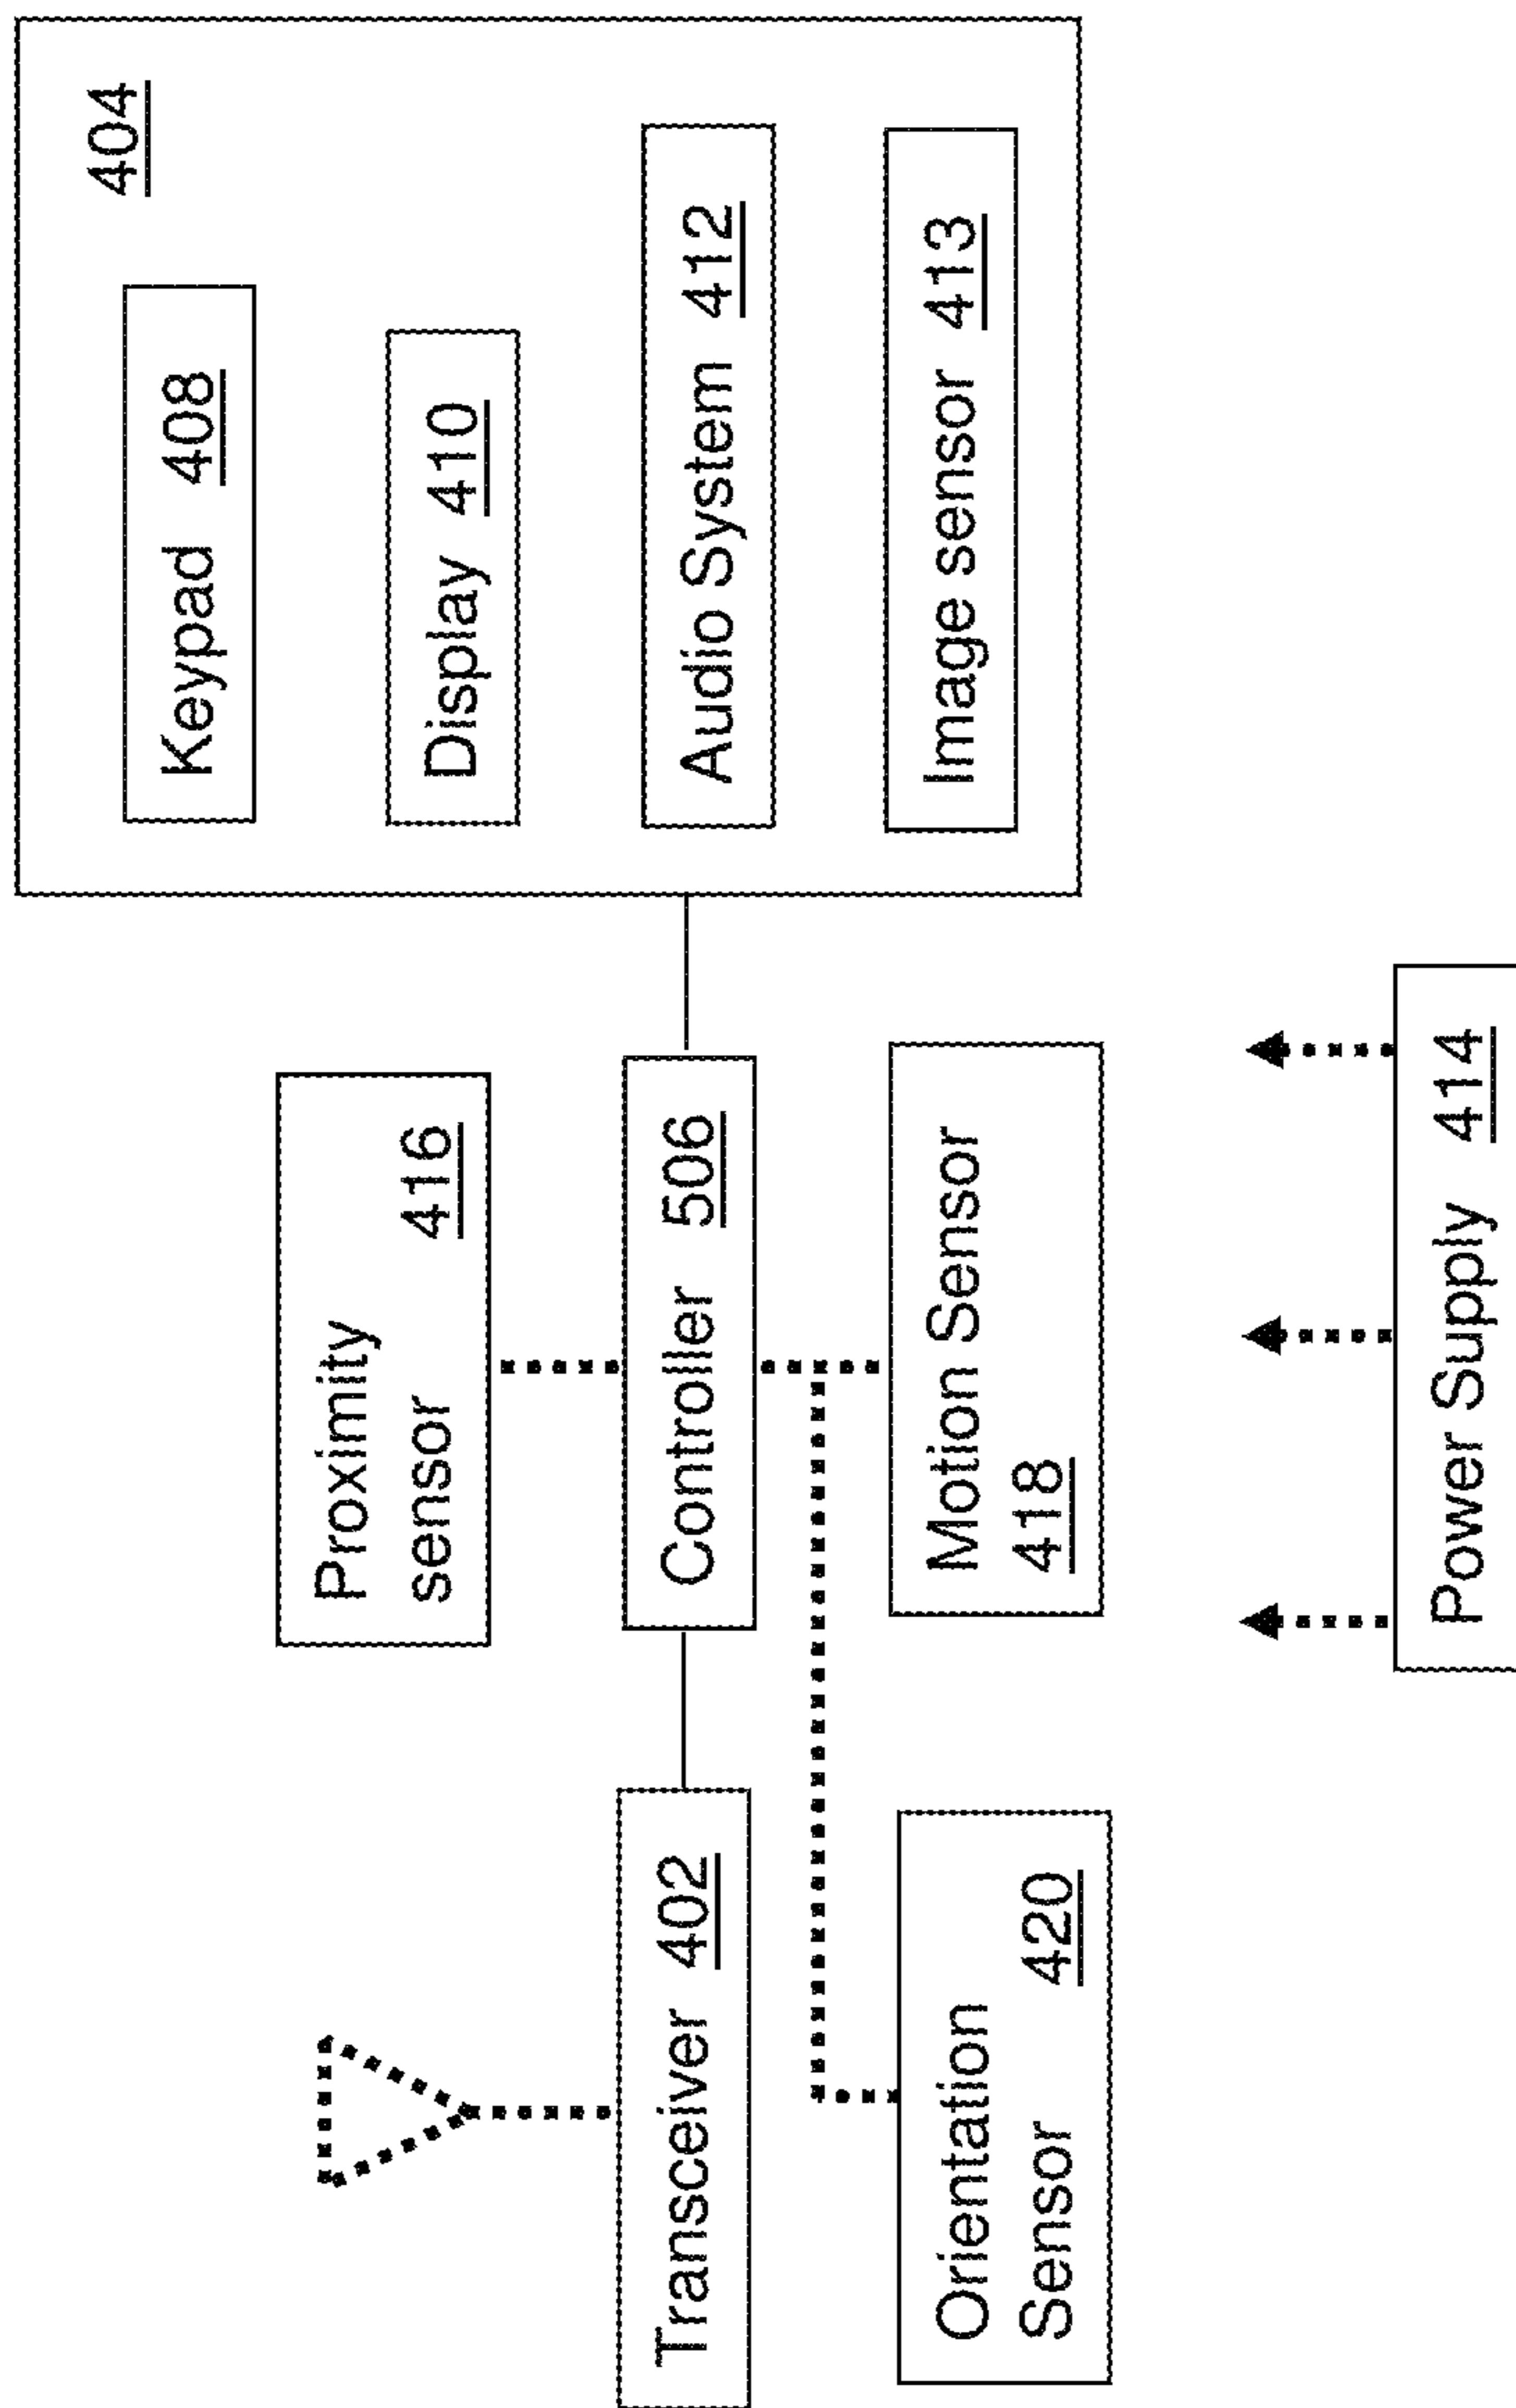 404
Keypad 408
Display 410
Audio System 412
Image sensor 413
Proximity
sensor 416
Controller 506
Motion Sensor
418
Transceiver 402
Orientation
Sensor 420
Power Supply 414